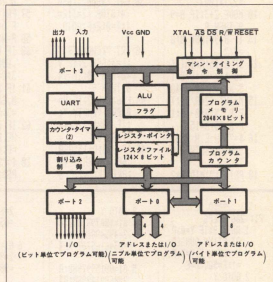 出力 入力 Vcc GND XTAL AS DS R/W RESET
ポート3
マシン・タイミング
命令制御
ALU
フラグ
UART
プログラム
メモリ
2048×8ビット
カウンタ・タイマ
(2)
レジスタ・ポインタ
レジスタ・ファイル
124×8ビット
割り込み
制御
プログラム
カウンタ
ポート2
ポート0
ポート1
4 4 8
I/O
(ビット単位でプログラム可能)
アドレスまたはI/O
(ニブル単位でプログラム
可能)
アドレスまたはI/O
(バイト単位でプログラム
可能)